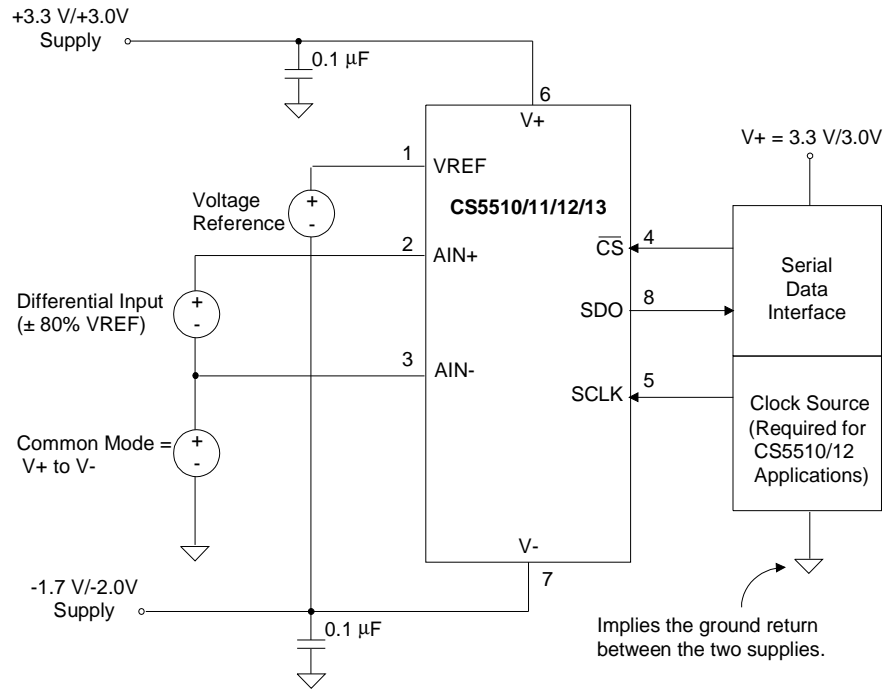 +3.3 V/+3.0V
Supply
0.1 μF
6
V+
1
VREF
Voltage
Reference
+
-
CS5510/11/12/13
V+ = 3.3 V/3.0V
2
AIN+
CS
4
Serial
Data
Interface
Differential Input
(± 80% VREF)
+
-
SDO
8
3
AIN-
SCLK
5
Clock Source
(Required for
CS5510/12
Applications)
Common Mode =
V+ to V-
+
-
V-
7
-1.7 V/-2.0V
Supply
0.1 μF
Implies the ground return
between the two supplies.